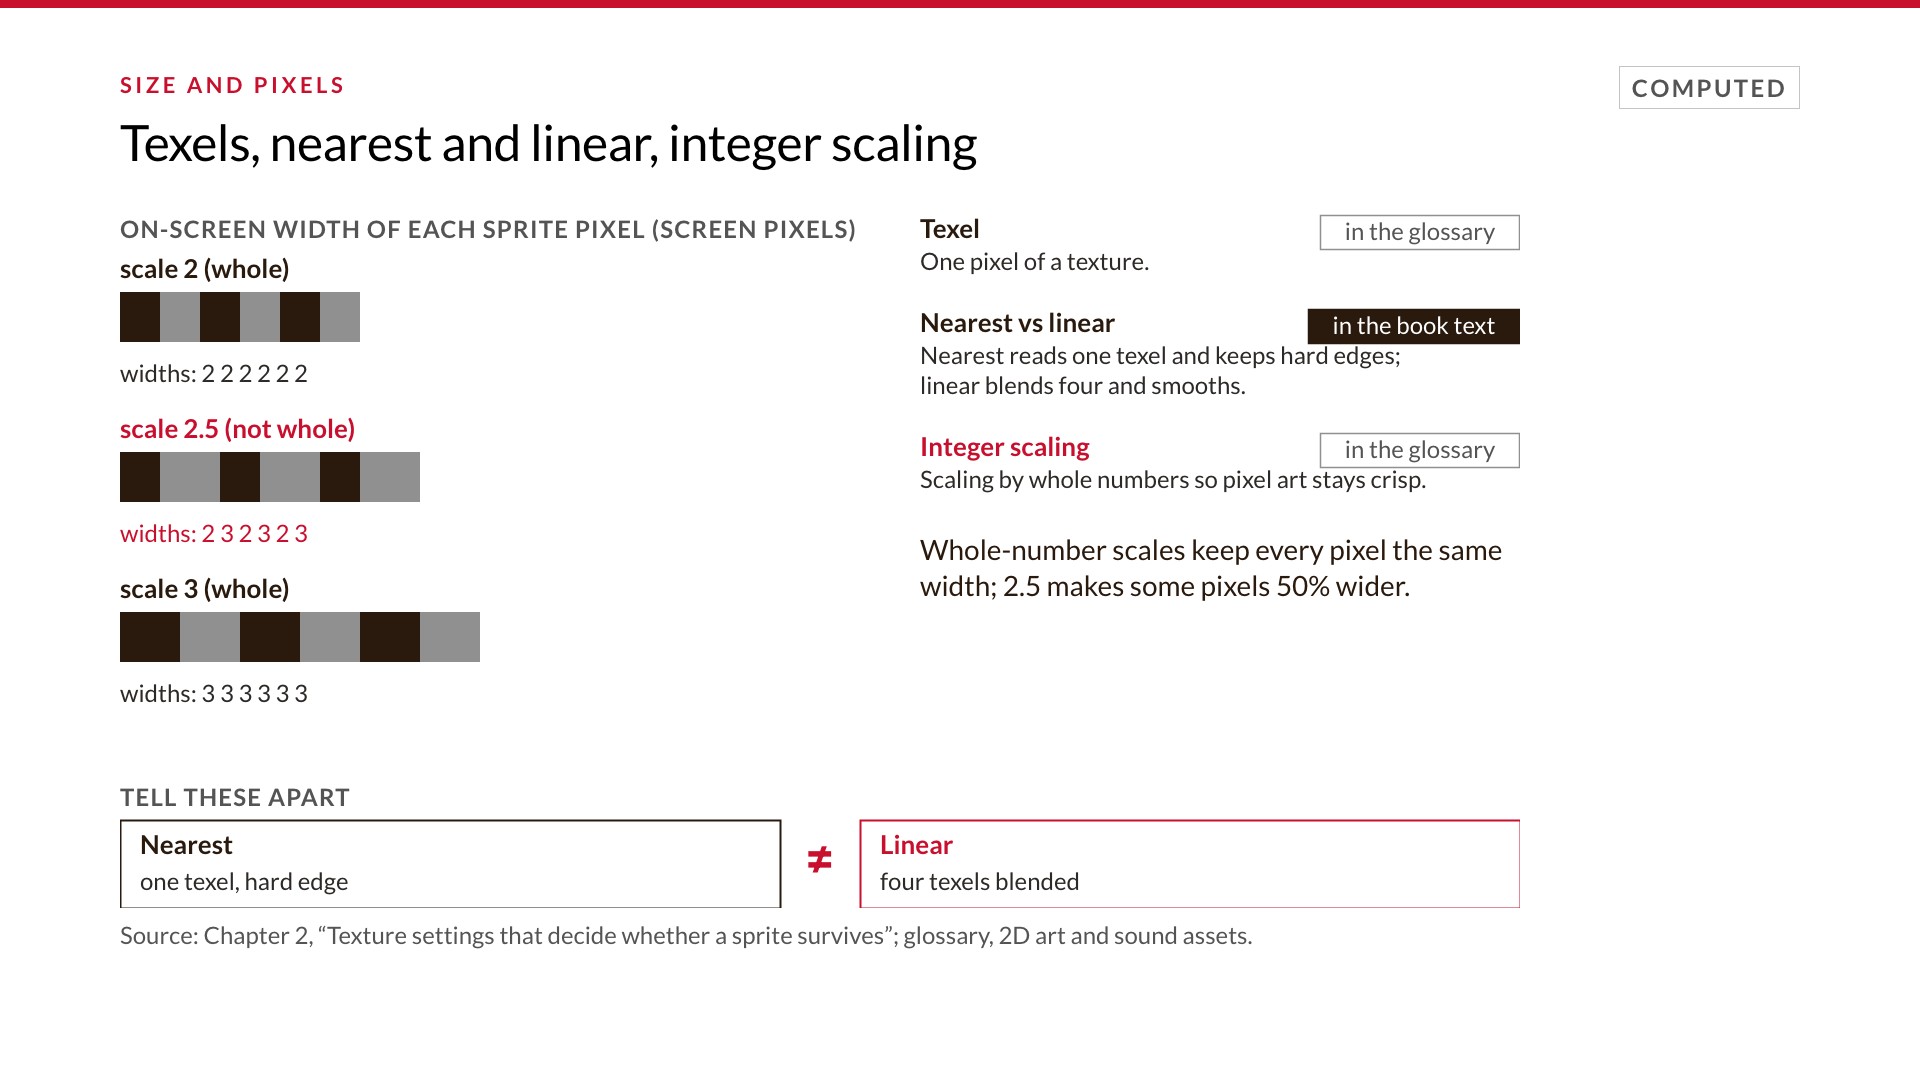 SIZE AND PIXELS
COMPUTED
Texels, nearest and linear, integer scaling
ON-SCREEN WIDTH OF EACH SPRITE PIXEL (SCREEN PIXELS)
scale 2 (whole)
widths: 2 2 2 2 2 2
scale 2.5 (not whole)
widths: 2 3 2 3 2 3
scale 3 (whole)
widths: 3 3 3 3 3 3
Texel
in the glossary
One pixel of a texture.
Nearest vs linear
in the book text
Nearest reads one texel and keeps hard edges;
linear blends four and smooths.
Integer scaling
in the glossary
Scaling by whole numbers so pixel art stays crisp.
Whole-number scales keep every pixel the same
width; 2.5 makes some pixels 50% wider.
TELL THESE APART
Nearest
one texel, hard edge
≠
Linear
four texels blended
Source: Chapter 2, “Texture settings that decide whether a sprite survives”; glossary, 2D art and sound assets.